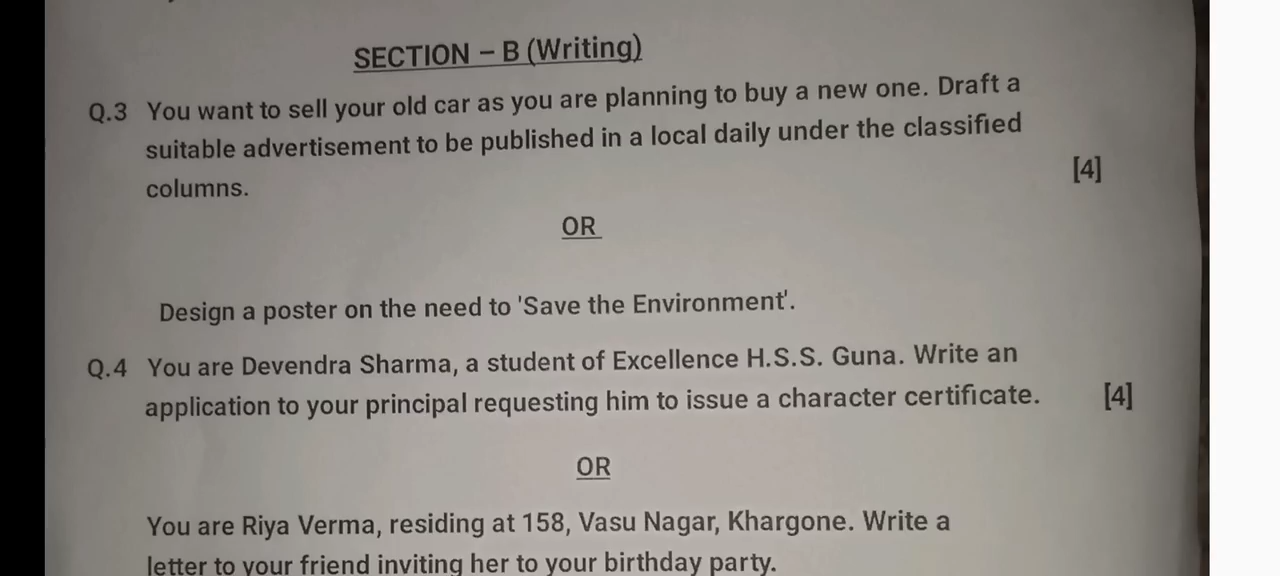 SECTION – B (Writing)
Q.3 You want to sell your old car as you are planning to buy a new one. Draft a
suitable advertisement to be published in a local daily under the classified
columns. [4]
OR
Design a poster on the need to 'Save the Environment'.
Q.4 You are Devendra Sharma, a student of Excellence H.S.S. Guna. Write an
application to your principal requesting him to issue a character certificate. [4]
OR
You are Riya Verma, residing at 158, Vasu Nagar, Khargone. Write a
letter to your friend inviting her to your birthday party.